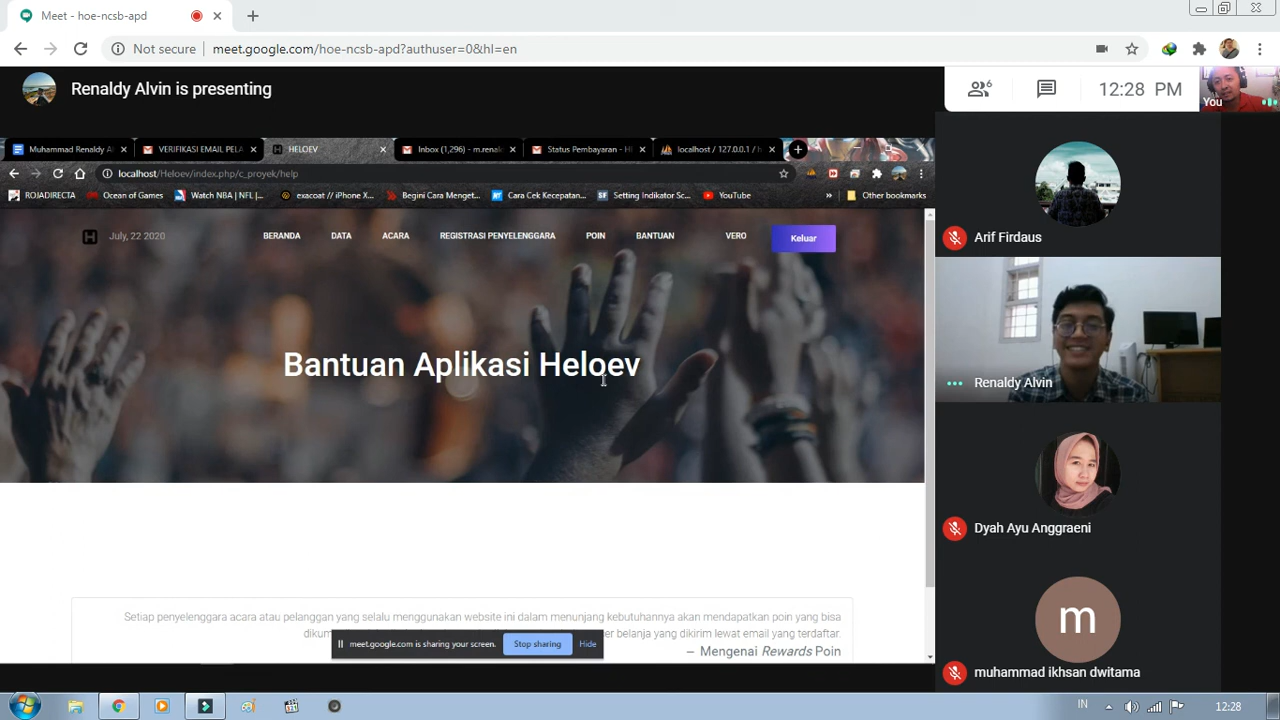 Meet - hoe-ncsb-apd
Not secure
meet.google.com/hoe-ncsb-apd?authuser=0&hl=en
Renaldy Alvin is presenting
6
12:28 PM
You
Muhammad Renaldy Al
VERIFIKASI EMAIL PELA
HELOEV
Inbox (1,296) - m.renal
Status Pembayaran - H
localhost / 127.0.0.1 / h
localhost/Heloev/index.php/c_proyek/help
ROJADIRECTA
Ocean of Games
Watch NBA | NFL |...
exacoat // iPhone X...
Begini Cara Menget...
Cara Cek Kecepatan...
Setting Indikator Sc...
YouTube
»
Other bookmarks
H
July, 22 2020
BERANDA
DATA
ACARA
REGISTRASI PENYELENGGARA
POIN
BANTUAN
VERO
Keluar
Bantuan Aplikasi Heloev
Setiap penyelenggara acara atau pelanggan yang selalu menggunakan website ini dalam menunjang kebutuhannya akan mendapatkan poin yang bisa
dikum
er belanja yang dikirim lewat email yang terdaftar.
— Mengenai Rewards Poin
meet.google.com is sharing your screen.
Stop sharing
Hide
Arif Firdaus
Renaldy Alvin
Dyah Ayu Anggraeni
m
muhammad ikhsan dwitama
IN
12:28